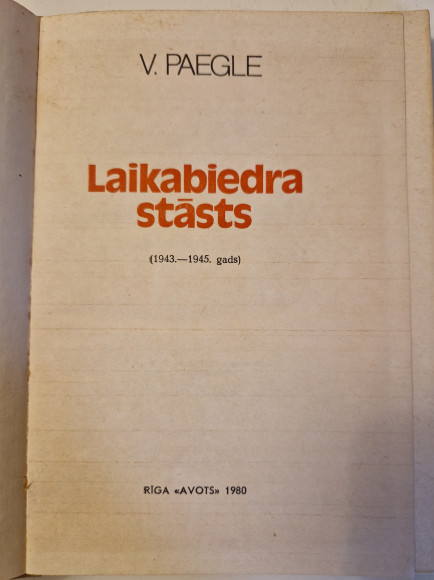 V. PAEGLE
Laikabiedra
stāsts
(1943.—1945. gads)
RĪGA «AVOTS» 1980